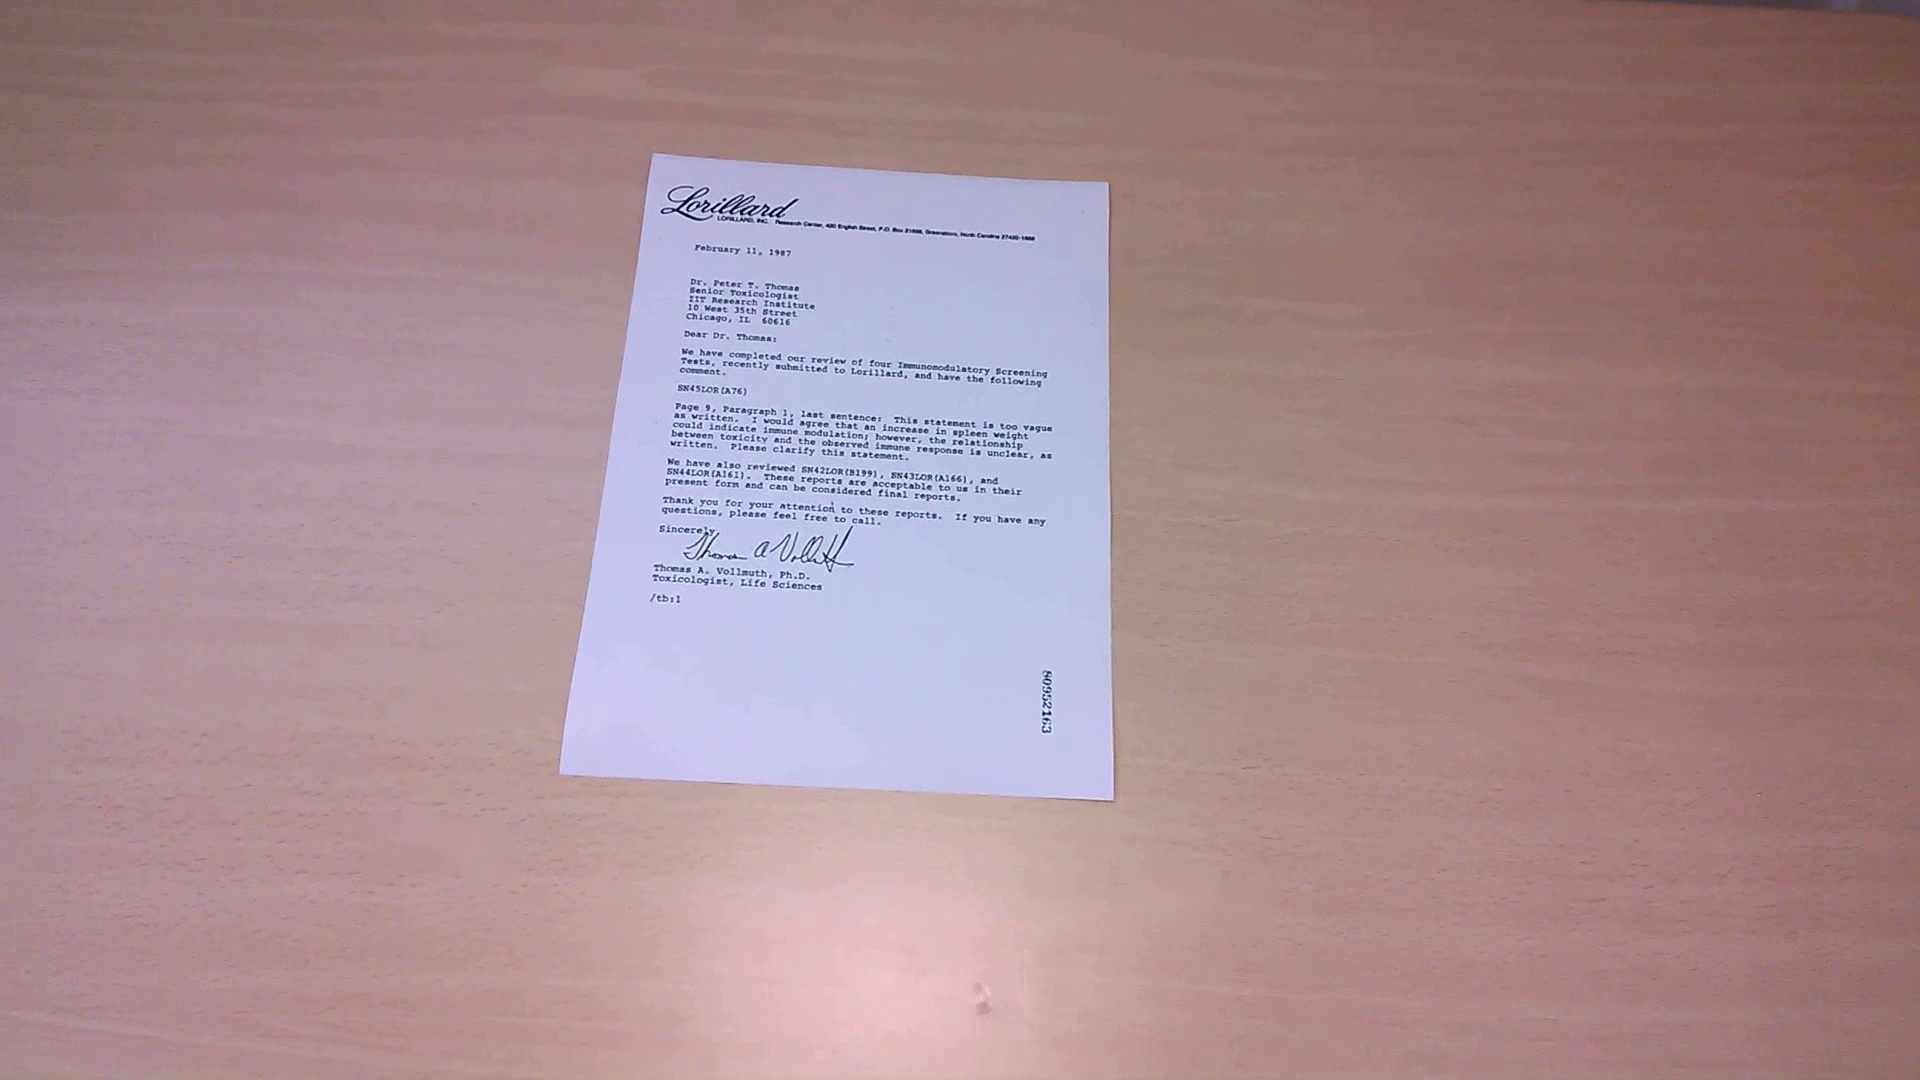 Lorillard
LORILLARD, INC. Research Center, 420 English Street, P.O. Box 21688, Greensboro, North Carolina 27420-1688
February 11, 1987
Dr. Peter T. Thomas
Senior Toxicologist
IIT Research Institute
10 West 35th Street
Chicago, IL 60616
Dear Dr. Thomas:
We have completed our review of four Immunomodulatory Screening
Tests, recently submitted to Lorillard, and have the following
comment.
SN45LOR(A76)
Page 9, Paragraph 1, last sentence: This statement is too vague
as written. I would agree that an increase in spleen weight
could indicate immune modulation; however, the relationship
between toxicity and the observed immune response is unclear, as
written. Please clarify this statement.
We have also reviewed SN42LOR(B199), SN43LOR(A166), and
SN44LOR(A161). These reports are acceptable to us in their
present form and can be considered final reports.
Thank you for your attention to these reports. If you have any
questions, please feel free to call.
Sincerely,
Thomas A Vollmuth
Thomas A. Vollmuth, Ph.D.
Toxicologist, Life Sciences
/tb:1
80952163